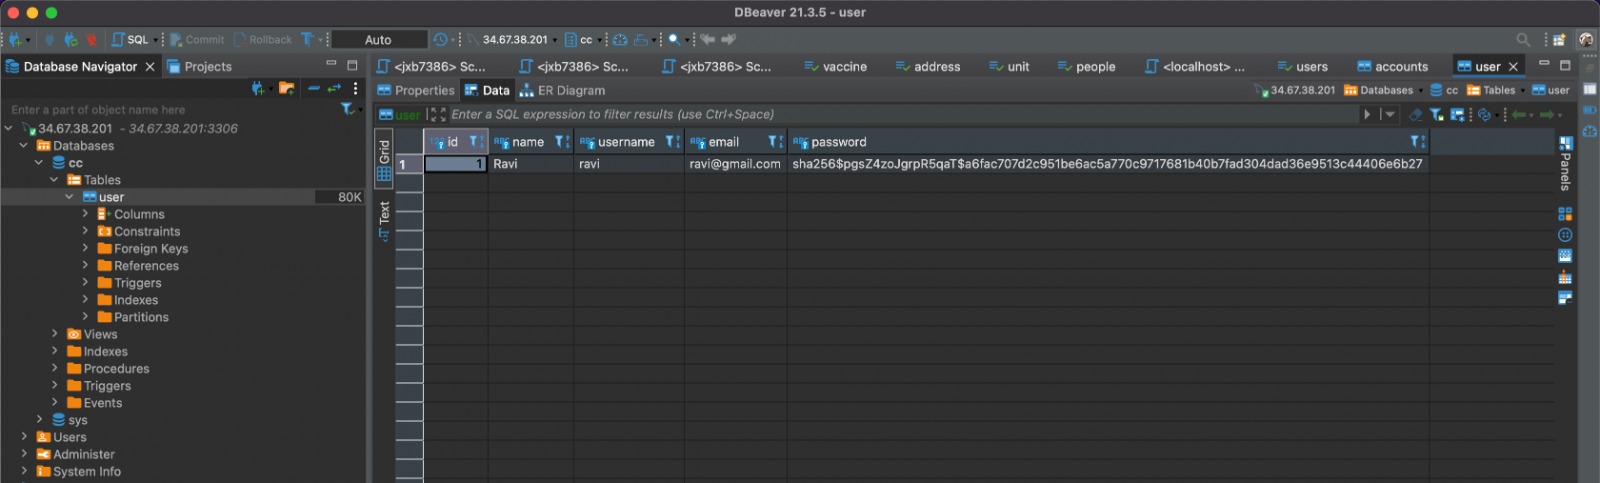 DBeaver 21.3.5 - user
SQL Commit Rollback Auto 34.67.38.201 cc
Database Navigator Projects
<jxb7386> Sc... <jxb7386> Sc... <jxb7386> Sc... vaccine address unit people <localhost> ... users accounts user
Properties Data ER Diagram 34.67.38.201 Databases cc Tables user
Enter a part of object name here
user Enter a SQL expression to filter results (use Ctrl+Space)
34.67.38.201 - 34.67.38.201:3306
Databases
cc
Tables
user 80K
Columns
Constraints
Foreign Keys
References
Triggers
Indexes
Partitions
Views
Indexes
Procedures
Triggers
Events
sys
Users
Administer
System Info
Grid
Text
123 id ABC name ABC username ABC email ABC password
1 1 Ravi ravi ravi@gmail.com sha256$pgsZ4zoJgrpR5qaT$a6fac707d2c951be6ac5a770c9717681b40b7fad304dad36e9513c44406e6b27
Panels